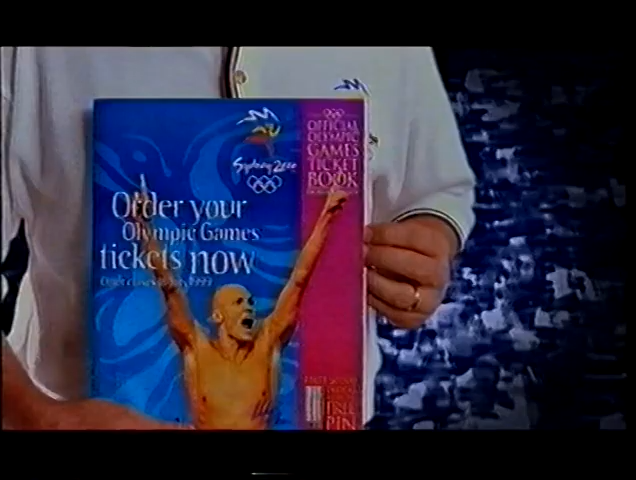 Sydney 2000
OFFICIAL
OLYMPIC
GAMES
TICKET
BOOK
Order your
Olympic Games
tickets now
FREE
PIN